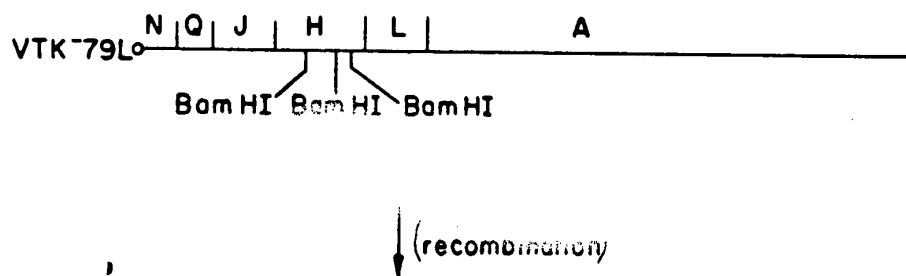 N Q J H L A
VTK⁻79L
Bam HI Bam HI Bam HI
(recombination)